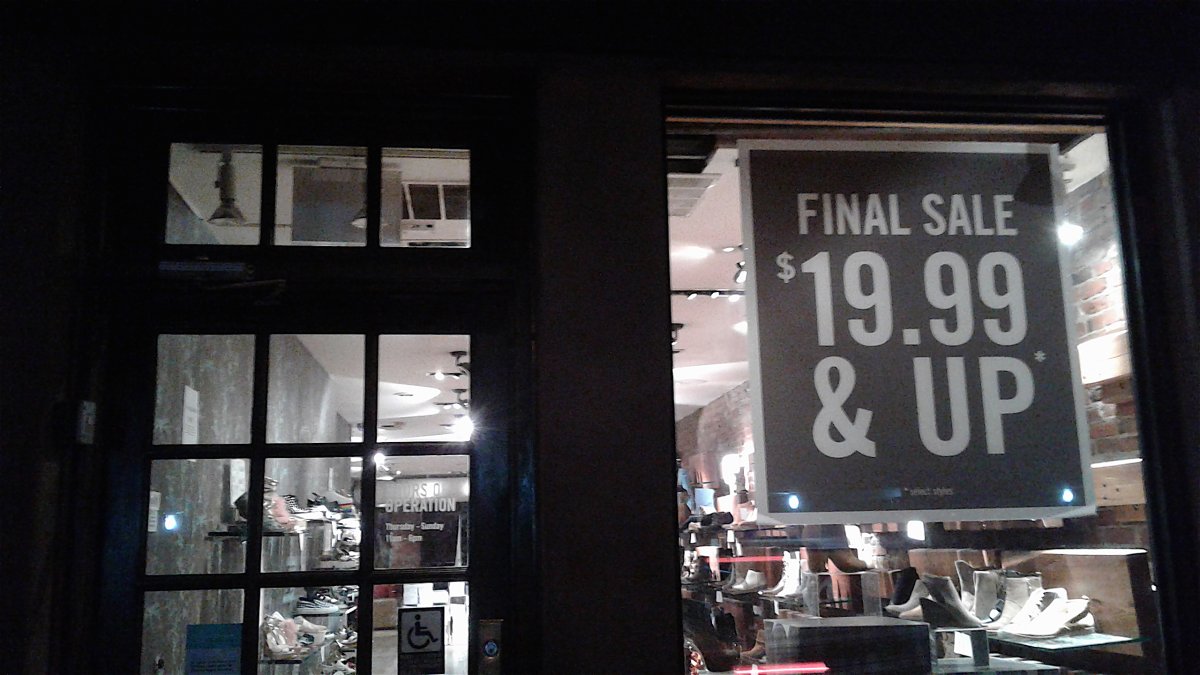 FINAL SALE
$19.99
& UP*
*select styles
OPERATION
Thursday - Sunday